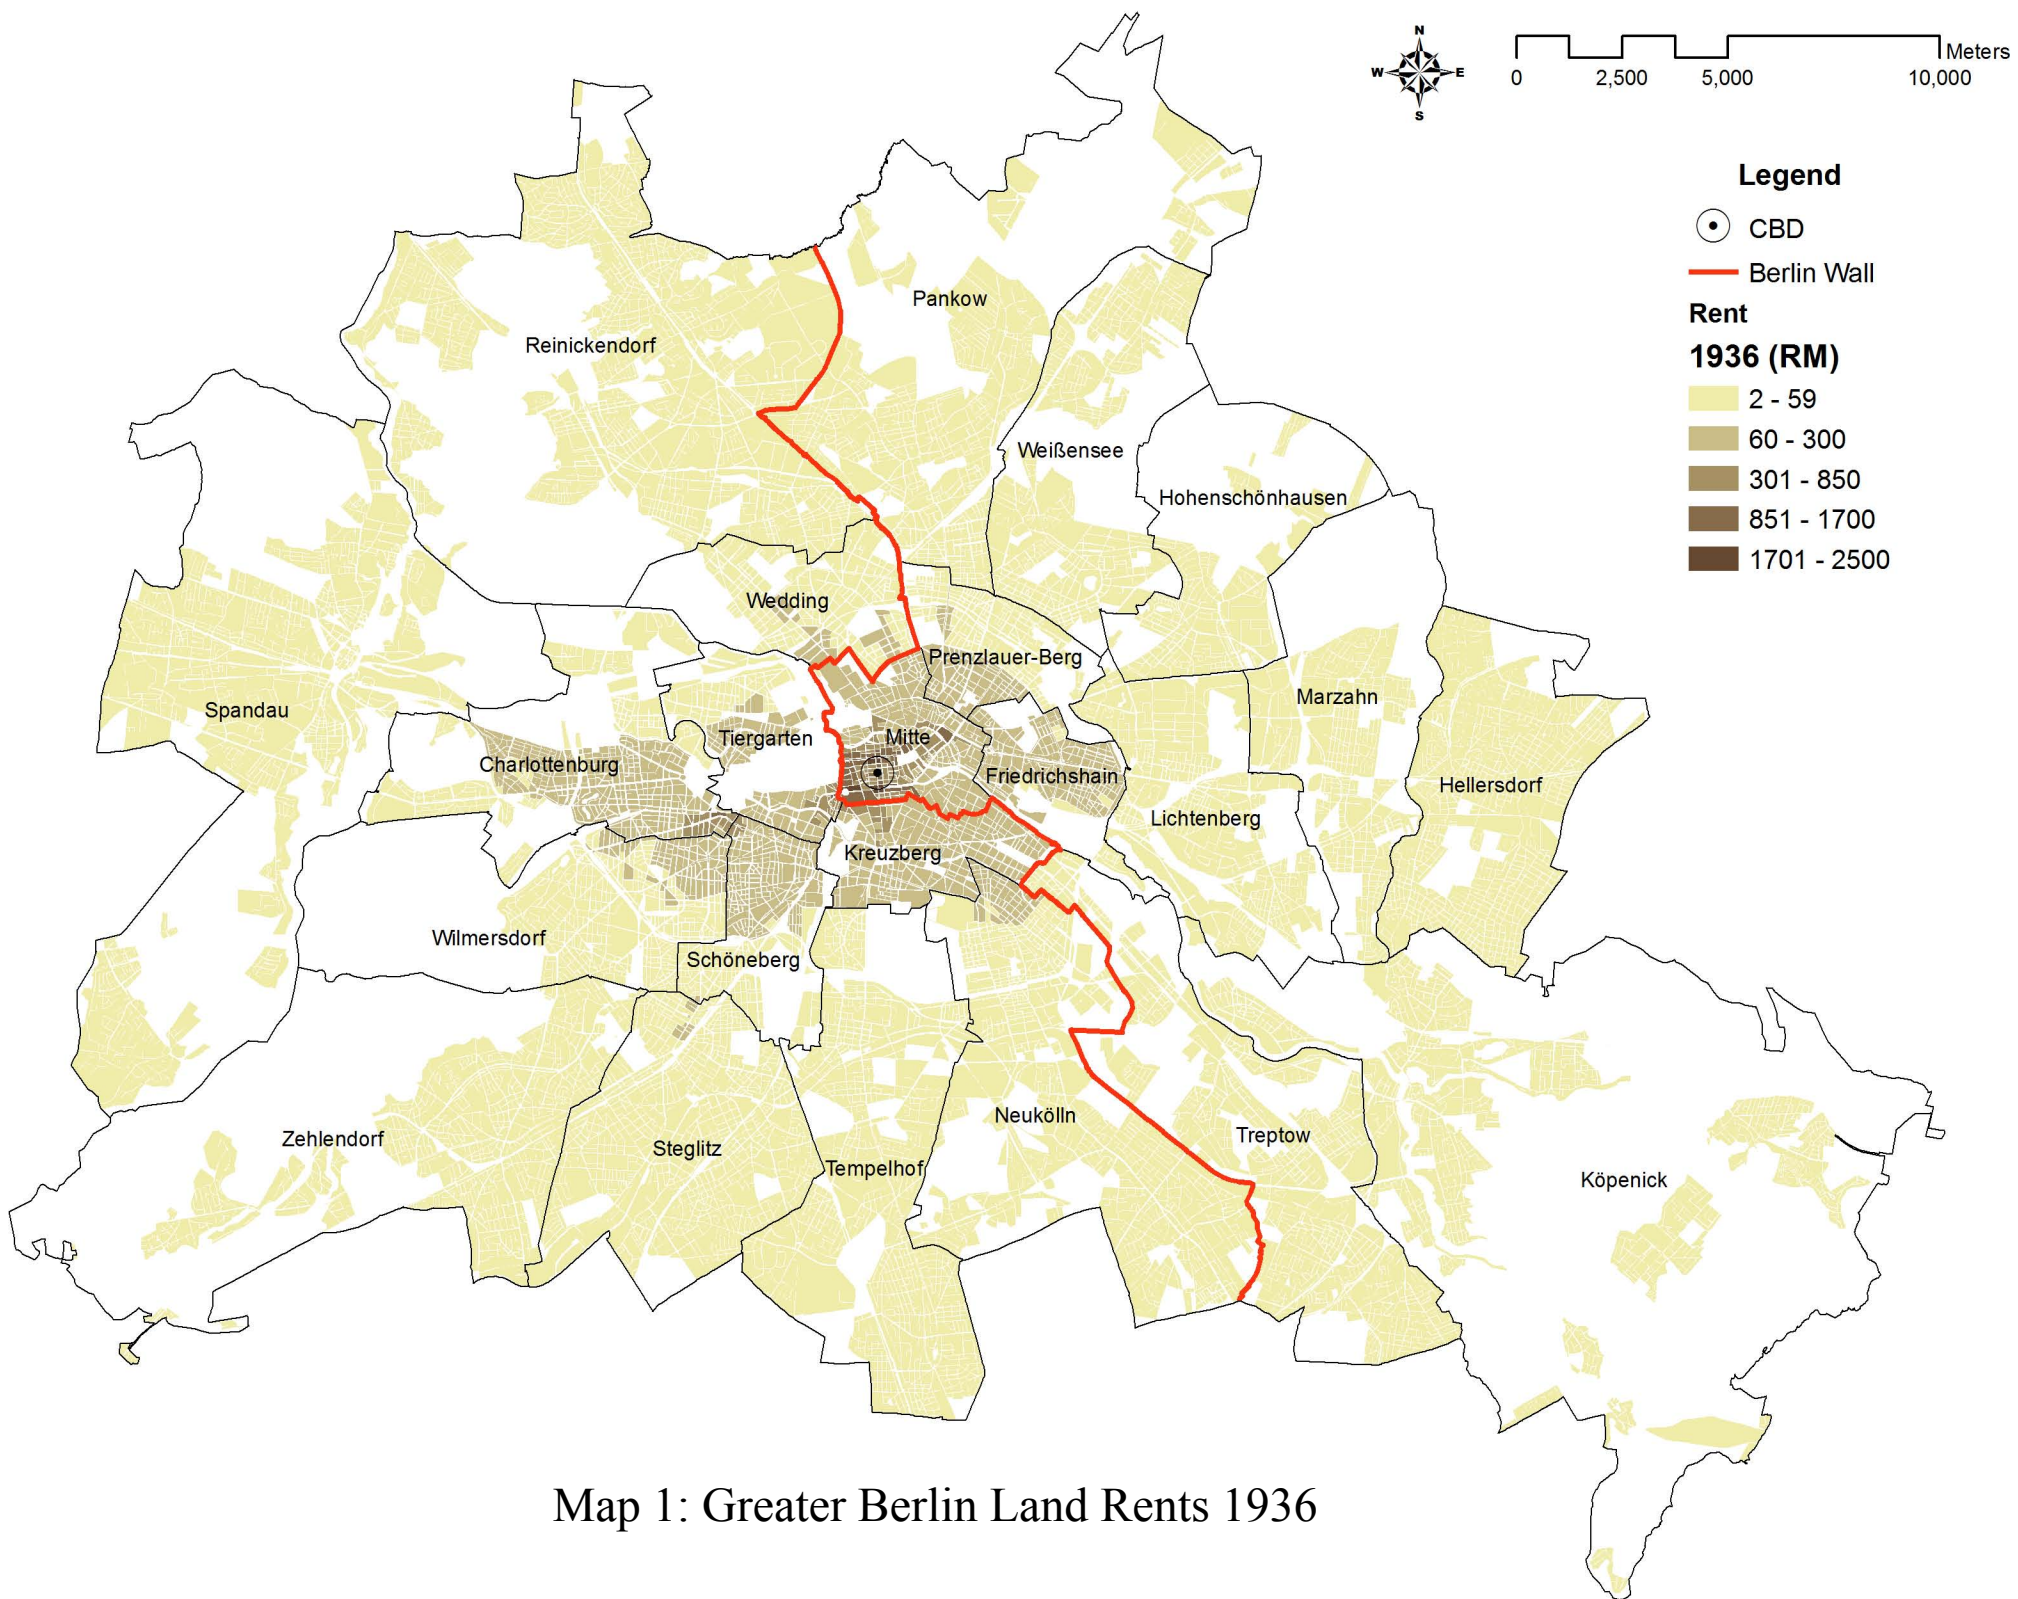 N
W E
S
Meters
0 2,500 5,000 10,000
Legend
CBD
Berlin Wall
Rent
1936 (RM)
2 - 59
60 - 300
301 - 850
851 - 1700
1701 - 2500
Pankow
Reinickendorf
Weißensee
Hohenschönhausen
Wedding
Prenzlauer-Berg
Marzahn
Spandau
Tiergarten
Mitte
Charlottenburg
Friedrichshain
Hellersdorf
Lichtenberg
Kreuzberg
Wilmersdorf
Schöneberg
Neukölln
Zehlendorf
Steglitz
Treptow
Tempelhof
Köpenick
Map 1: Greater Berlin Land Rents 1936